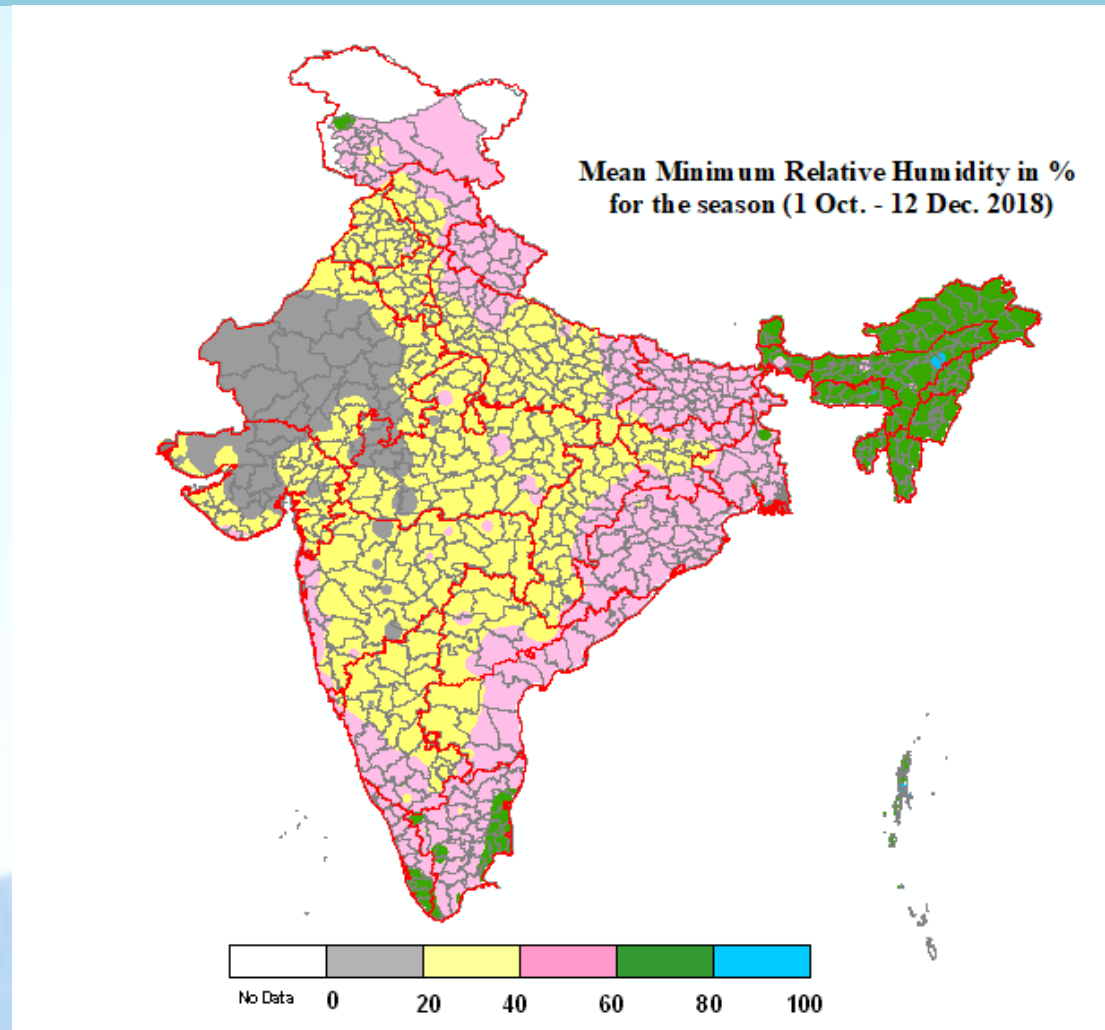 Mean Minimum Relative Humidity in %
for the season (1 Oct. - 12 Dec. 2018)
No Data 0 20 40 60 80 100